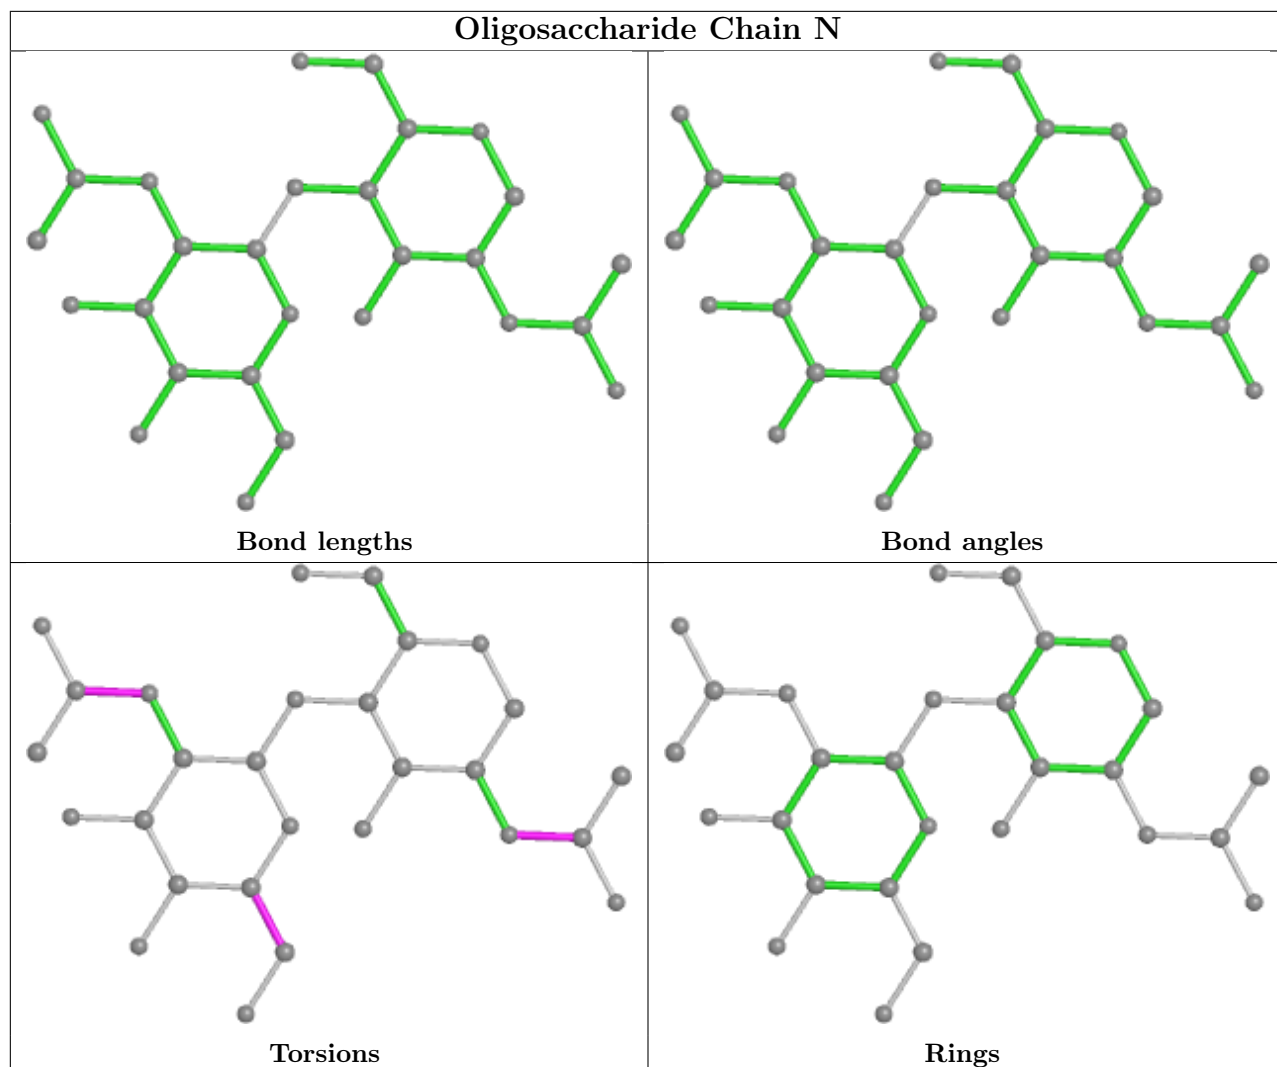 Oligosaccharide Chain N
Bond lengths
Bond angles
Torsions
Rings